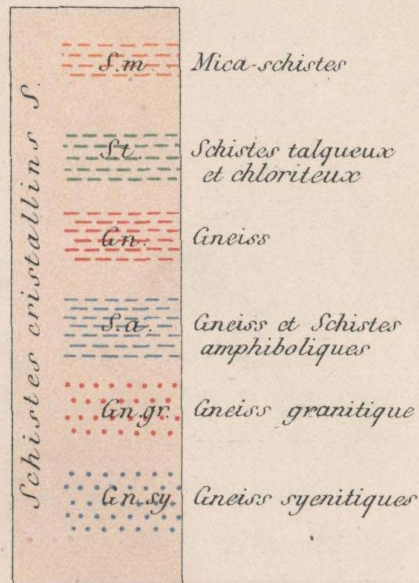 Schistes cristallins S.
S.m Mica-schistes
S.t. Schistes talqueux
et chloriteux
Gn. Gneiss
S.a. Gneiss et Schistes
amphiboliques
Gn.gr. Gneiss granitique
Gn.sy. Gneiss syenitiques